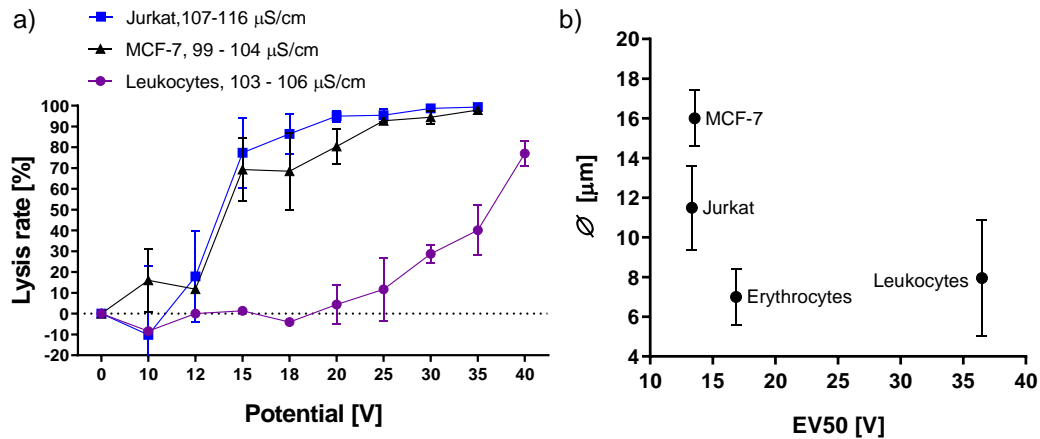 a)
Jurkat,107-116 μS/cm
MCF-7, 99 - 104 μS/cm
Leukocytes, 103 - 106 μS/cm
Lysis rate [%]
100
90
80
70
60
50
40
30
20
10
0
-10
-20
0 10 12 15 18 20 25 30 35 40
Potential [V]
b)
Ø [μm]
20
18
16
14
12
10
8
6
4
MCF-7
Jurkat
Erythrocytes
Leukocytes
10 15 20 25 30 35 40
EV50 [V]